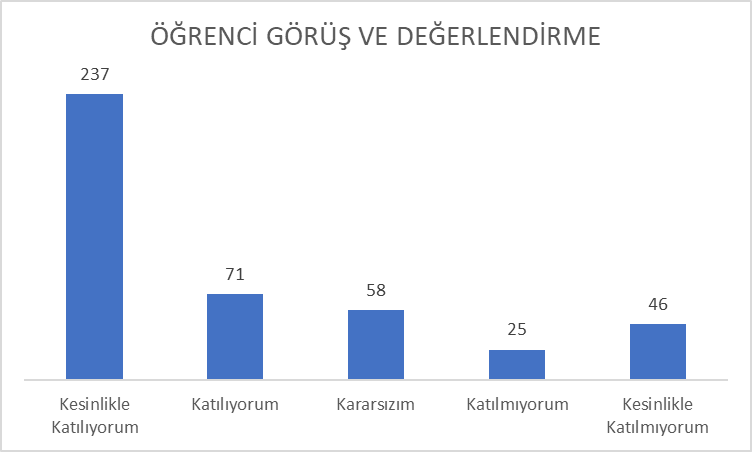 ÖĞRENCİ GÖRÜŞ VE DEĞERLENDİRME
237
71
58
25
46
Kesinlikle
Katılıyorum
Katılıyorum
Kararsızım
Katılmıyorum
Kesinlikle
Katılmıyorum